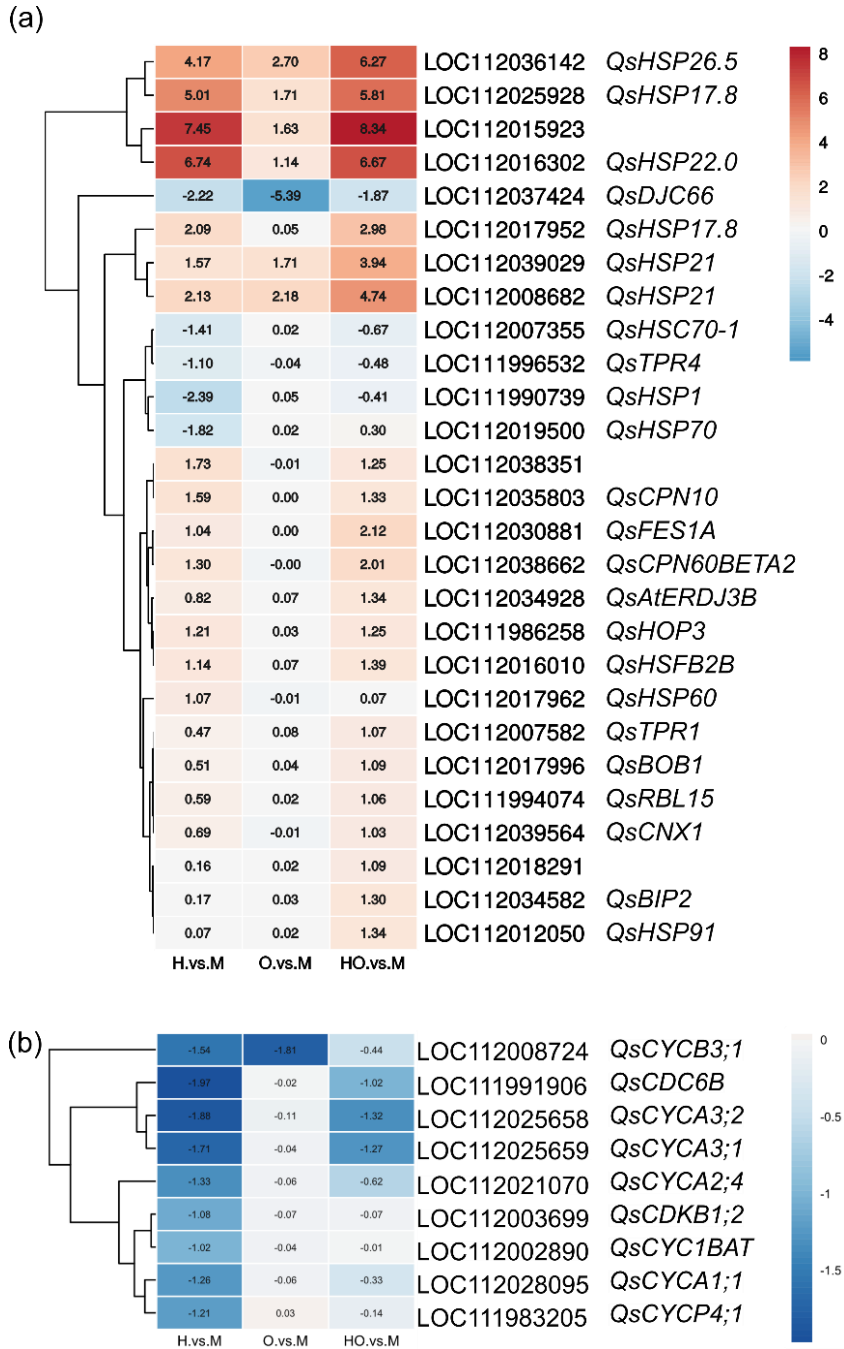 (a)
4.17 2.70 6.27 LOC112036142 QsHSP26.5
5.01 1.71 5.81 LOC112025928 QsHSP17.8
7.45 1.63 8.34 LOC112015923
6.74 1.14 6.67 LOC112016302 QsHSP22.0
-2.22 -5.39 -1.87 LOC112037424 QsDJC66
2.09 0.05 2.98 LOC112017952 QsHSP17.8
1.57 1.71 3.94 LOC112039029 QsHSP21
2.13 2.18 4.74 LOC112008682 QsHSP21
-1.41 0.02 -0.67 LOC112007355 QsHSC70-1
-1.10 -0.04 -0.48 LOC111996532 QsTPR4
-2.39 0.05 -0.41 LOC111990739 QsHSP1
-1.82 0.02 0.30 LOC112019500 QsHSP70
1.73 -0.01 1.25 LOC112038351
1.59 0.00 1.33 LOC112035803 QsCPN10
1.04 0.00 2.12 LOC112030881 QsFES1A
1.30 -0.00 2.01 LOC112038662 QsCPN60BETA2
0.82 0.07 1.34 LOC112034928 QsAtERDJ3B
1.21 0.03 1.25 LOC111986258 QsHOP3
1.14 0.07 1.39 LOC112016010 QsHSFB2B
1.07 -0.01 0.07 LOC112017962 QsHSP60
0.47 0.08 1.07 LOC112007582 QsTPR1
0.51 0.04 1.09 LOC112017996 QsBOB1
0.59 0.02 1.06 LOC111994074 QsRBL15
0.69 -0.01 1.03 LOC112039564 QsCNX1
0.16 0.02 1.09 LOC112018291
0.17 0.03 1.30 LOC112034582 QsBIP2
0.07 0.02 1.34 LOC112012050 QsHSP91
H.vs.M O.vs.M HO.vs.M
8
6
4
2
0
-2
-4
(b)
-1.54 -1.81 -0.44 LOC112008724 QsCYCB3;1
-1.97 -0.02 -1.02 LOC111991906 QsCDC6B
-1.88 -0.11 -1.32 LOC112025658 QsCYCA3;2
-1.71 -0.04 -1.27 LOC112025659 QsCYCA3;1
-1.33 -0.06 -0.62 LOC112021070 QsCYCA2;4
-1.08 -0.07 -0.07 LOC112003699 QsCDKB1;2
-1.02 -0.04 -0.01 LOC112002890 QsCYC1BAT
-1.26 -0.06 -0.33 LOC112028095 QsCYCA1;1
-1.21 0.03 -0.14 LOC111983205 QsCYCP4;1
H.vs.M O.vs.M HO.vs.M
0
-0.5
-1
-1.5